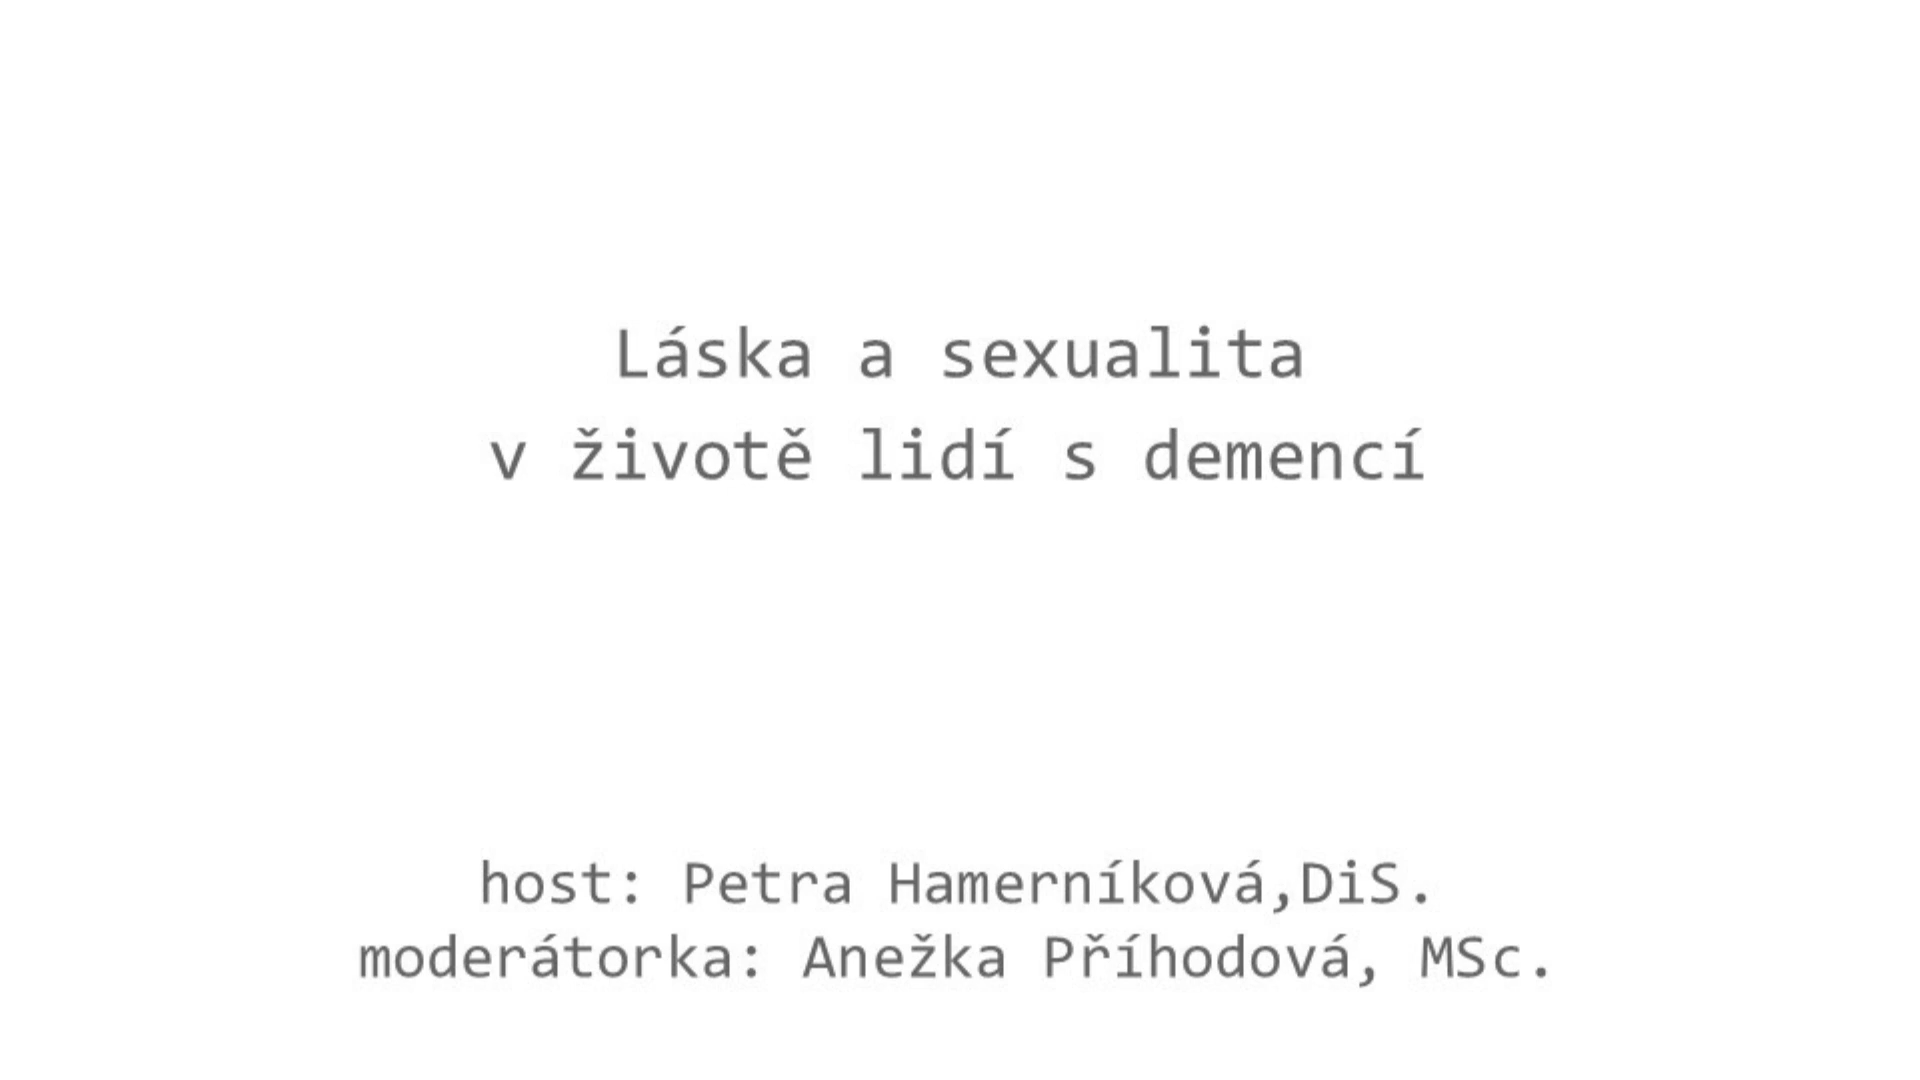 Láska a sexualita
v životě lidí s demencí
host: Petra Hamerníková,DiS.
moderátorka: Anežka Příhodová, MSc.